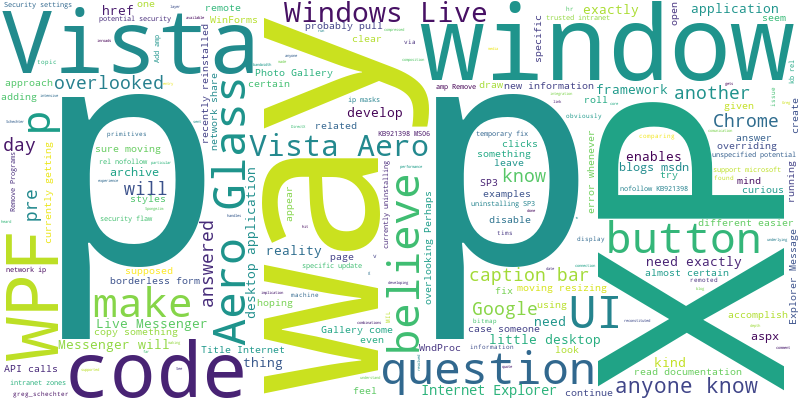 Security settings
href
one
remote
Windows Live
exactly
hr
open
window
Vista
potential security
WinForms
probably pull
application
trusted intranet
seem
topic
Add amp
clear
via
specific
overlooked
recently reinstalled
network share
Photo Gallery
certain
draw
new information
framework
another
kb rel
approach
adding
archive
will
ip masks
develop
related
KB921398 MS06
roll
given
issue
create
p
day
pre
primitives
sure moving
rel nofollow
styles
security flaw
Aero Glass
Way
Vista Aero
p
temporary fix
clicks
something
leave
know
SP3
examples
uninstalling SP3
disable
Chrome
answer
overriding
unspecified potential
enables
blogs msdn
try
nofollow KB921398
mind
curious
comparing
support microsoft
found
running
Remove Programs
currently getting
WPF
supposed
borderless form
answered
desktop application
appear
reality
page
specific update
hoping
machine
currently uninstalling
believe
overlooking Perhaps
error whenever
obviously
display
XP
button
different easier
need exactly
almost certain
remoted
Explorer Message
network ip
make
Live Messenger
copy something
Messenger will
Gallery come
even
caption bar
fix
moving resizing
Google
using
need
bitmap
UI
kind
read documentation
accomplish
aspx
comment
API calls
intranet zones
greg_schechter
code
Title Internet
thing
feel
WndProc
information
case someone
little desktop
look
question
Internet Explorer
continue
anyone know